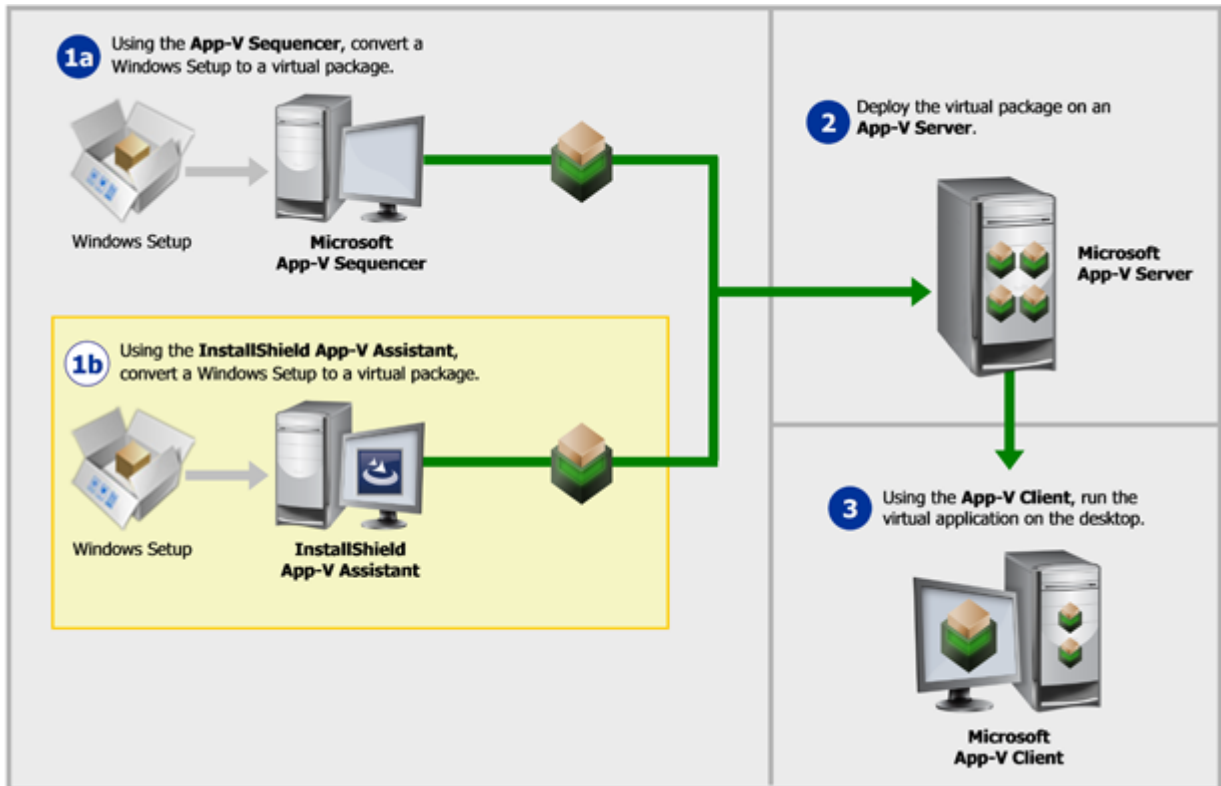 1a
Using the App-V Sequencer, convert a
Windows Setup to a virtual package.
Windows Setup
Microsoft
App-V Sequencer
1b
Using the InstallShield App-V Assistant,
convert a Windows Setup to a virtual package.
Windows Setup
InstallShield
App-V Assistant
2
Deploy the virtual package on an
App-V Server.
Microsoft
App-V Server
3
Using the App-V Client, run the
virtual application on the desktop.
Microsoft
App-V Client